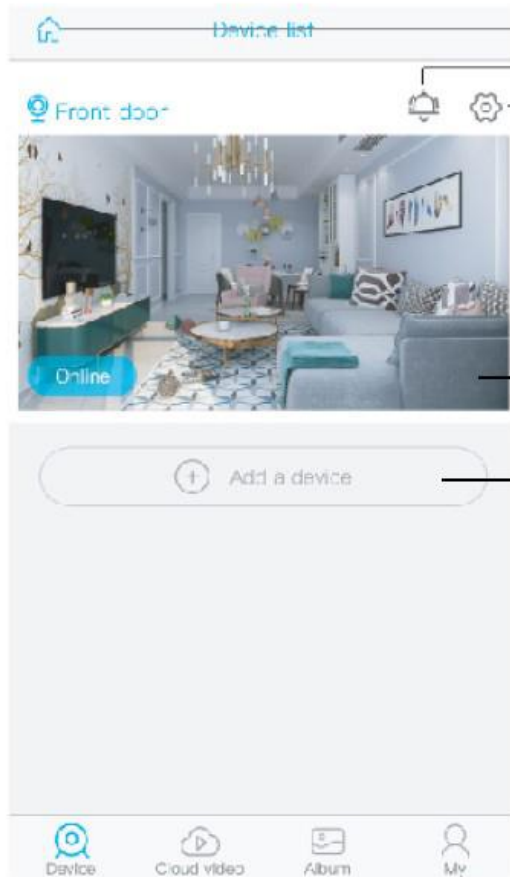 Device list
Front door
Online
Add a device
Device
Cloud video
Album
My